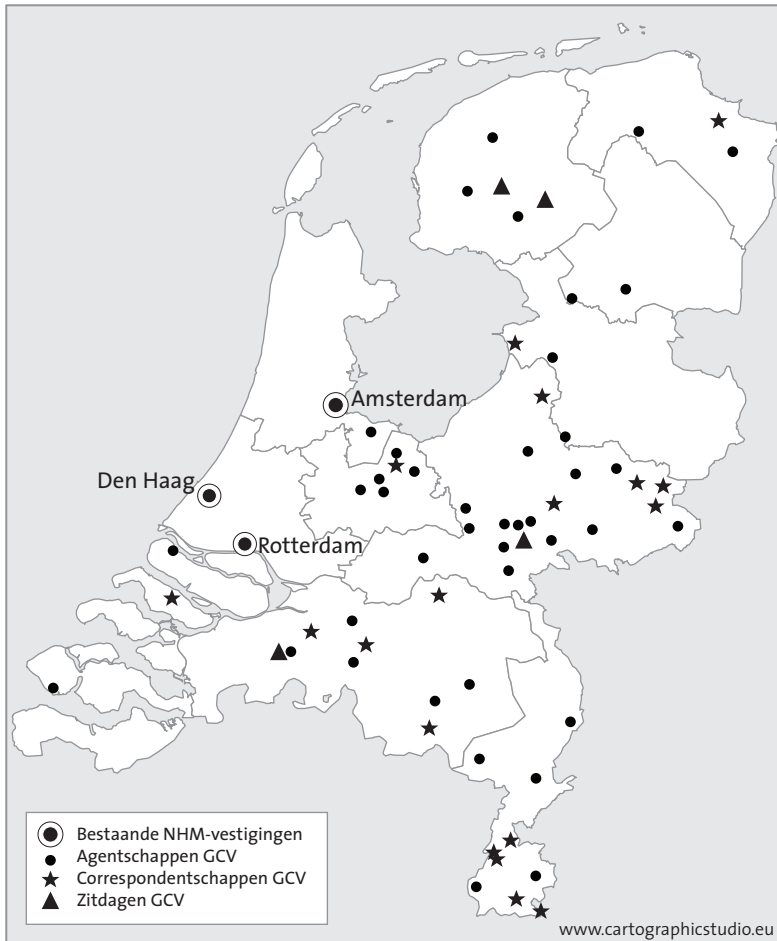 Amsterdam
Den Haag
Rotterdam
Bestaande NHM-vestigingen
Agentschappen GCV
Correspondentschappen GCV
Zitdagen GCV
www.cartographicstudio.eu